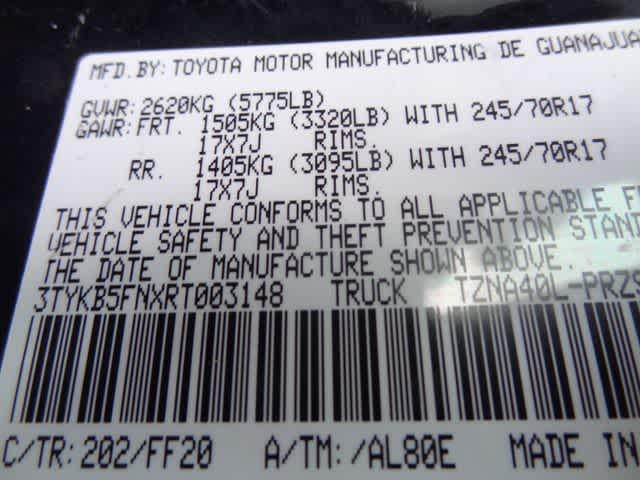 MFD. BY: TOYOTA MOTOR MANUFACTURING DE GUANAJUA
GVWR: 2620KG (5775LB)
GAWR: FRT. 1505KG (3320LB) WITH 245/70R17
17X7J RIMS.
RR. 1405KG (3095LB) WITH 245/70R17
17X7J RIMS.
THIS VEHICLE CONFORMS TO ALL APPLICABLE F
VEHICLE SAFETY AND THEFT PREVENTION STAND
THE DATE OF MANUFACTURE SHOWN ABOVE.
3TYKB5FNXRT003148 TRUCK TZNA40L-PRZS
C/TR: 202/FF20 A/TM: /AL80E MADE IN